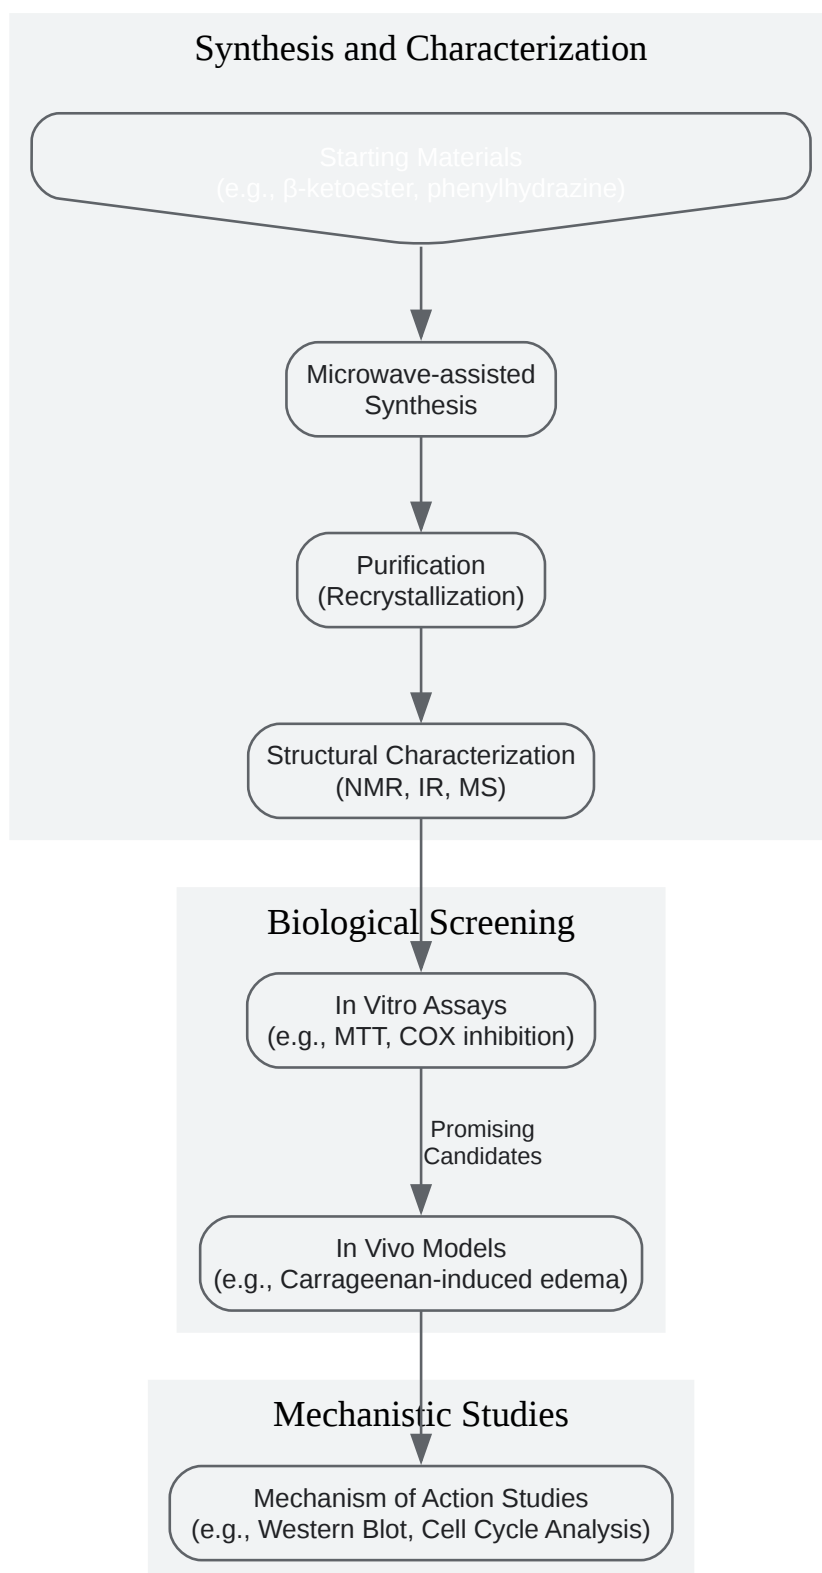 Synthesis and Characterization
Starting Materials
(e.g., β-ketoester, phenylhydrazine)
Microwave-assisted
Synthesis
Purification
(Recrystallization)
Structural Characterization
(NMR, IR, MS)
Biological Screening
In Vitro Assays
(e.g., MTT, COX inhibition)
Promising
Candidates
In Vivo Models
(e.g., Carrageenan-induced edema)
Mechanistic Studies
Mechanism of Action Studies
(e.g., Western Blot, Cell Cycle Analysis)